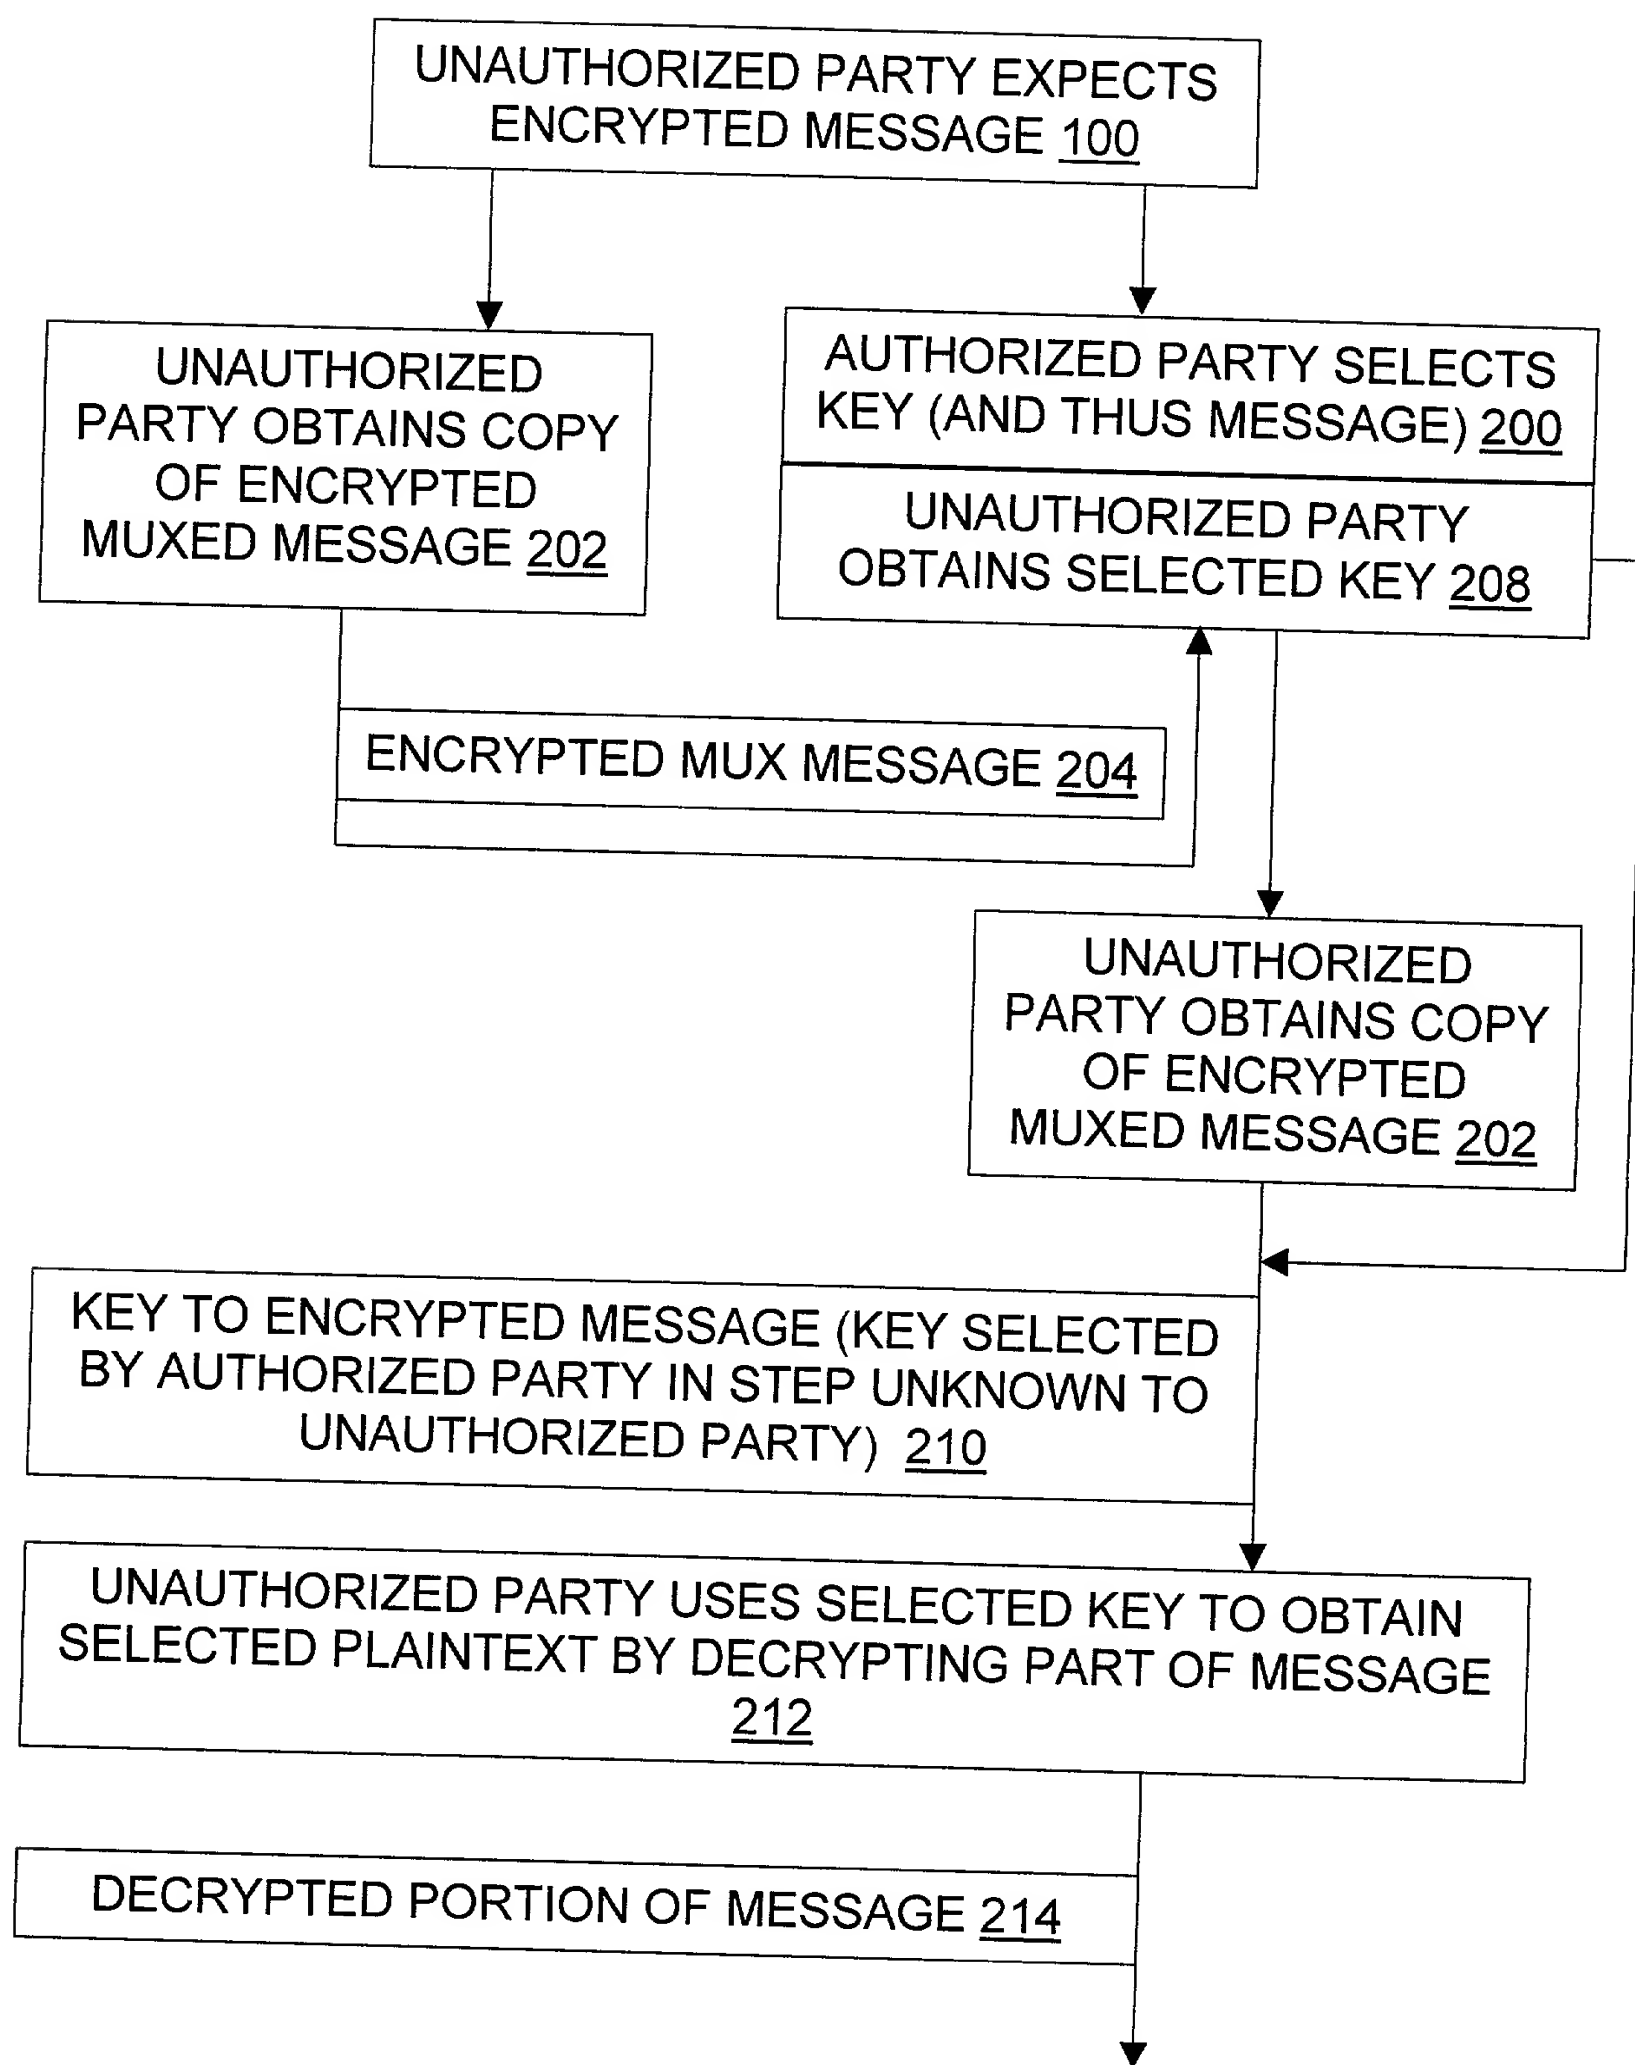 UNAUTHORIZED PARTY EXPECTS
ENCRYPTED MESSAGE 100
UNAUTHORIZED
PARTY OBTAINS COPY
OF ENCRYPTED
MUXED MESSAGE 202
AUTHORIZED PARTY SELECTS
KEY (AND THUS MESSAGE) 200
UNAUTHORIZED PARTY
OBTAINS SELECTED KEY 208
ENCRYPTED MUX MESSAGE 204
UNAUTHORIZED
PARTY OBTAINS COPY
OF ENCRYPTED
MUXED MESSAGE 202
KEY TO ENCRYPTED MESSAGE (KEY SELECTED
BY AUTHORIZED PARTY IN STEP UNKNOWN TO
UNAUTHORIZED PARTY) 210
UNAUTHORIZED PARTY USES SELECTED KEY TO OBTAIN
SELECTED PLAINTEXT BY DECRYPTING PART OF MESSAGE
212
DECRYPTED PORTION OF MESSAGE 214